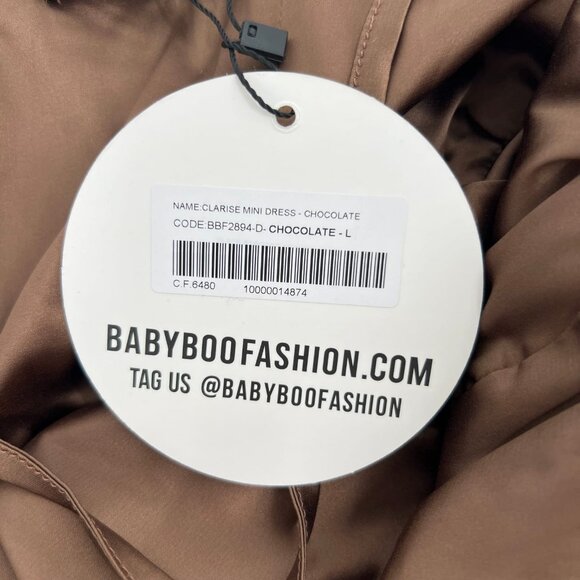 NAME:CLARISE MINI DRESS - CHOCOLATE
CODE:BBF2894-D- CHOCOLATE - L
C.F.6480 10000014874
BABYBOOFASHION.COM
TAG US @BABYBOOFASHION